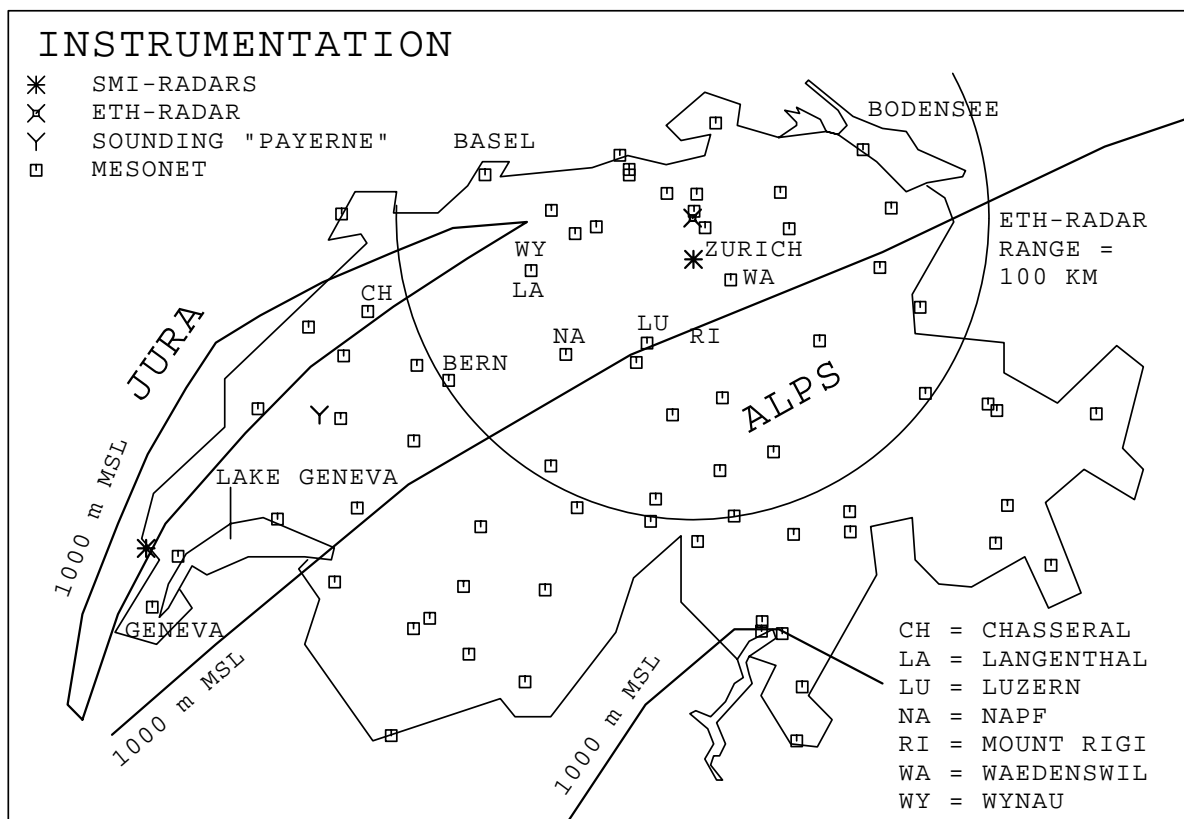 INSTRUMENTATION
SMI-RADARS
ETH-RADAR
SOUNDING "PAYERNE"
MESONET
BASEL
BODENSEE
ETH-RADAR
RANGE =
100 KM
ZURICH
WY
WA
LA
CH
LU RI
NA
BERN
JURA
ALPS
1000 m MSL
LAKE GENEVA
GENEVA
1000 m MSL
1000 m MSL
CH = CHASSERAL
LA = LANGENTHAL
LU = LUZERN
NA = NAPF
RI = MOUNT RIGI
WA = WAEDENSWIL
WY = WYNAU